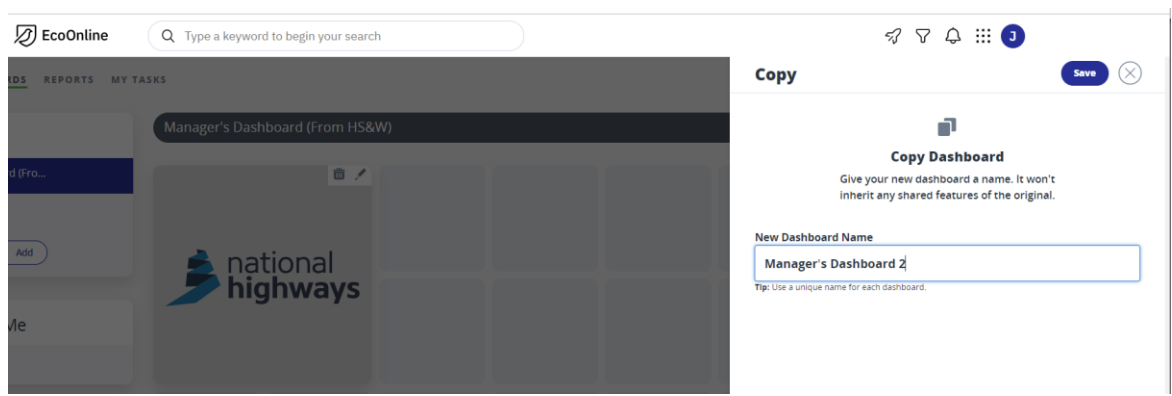 EcoOnline
Type a keyword to begin your search
J
RDS REPORTS MY TASKS
Manager's Dashboard (From HS&W)
rd (Fro...
Add
Me
national
highways
Copy
Save
Copy Dashboard
Give your new dashboard a name. It won't
inherit any shared features of the original.
New Dashboard Name
Manager's Dashboard 2
Tip: Use a unique name for each dashboard.